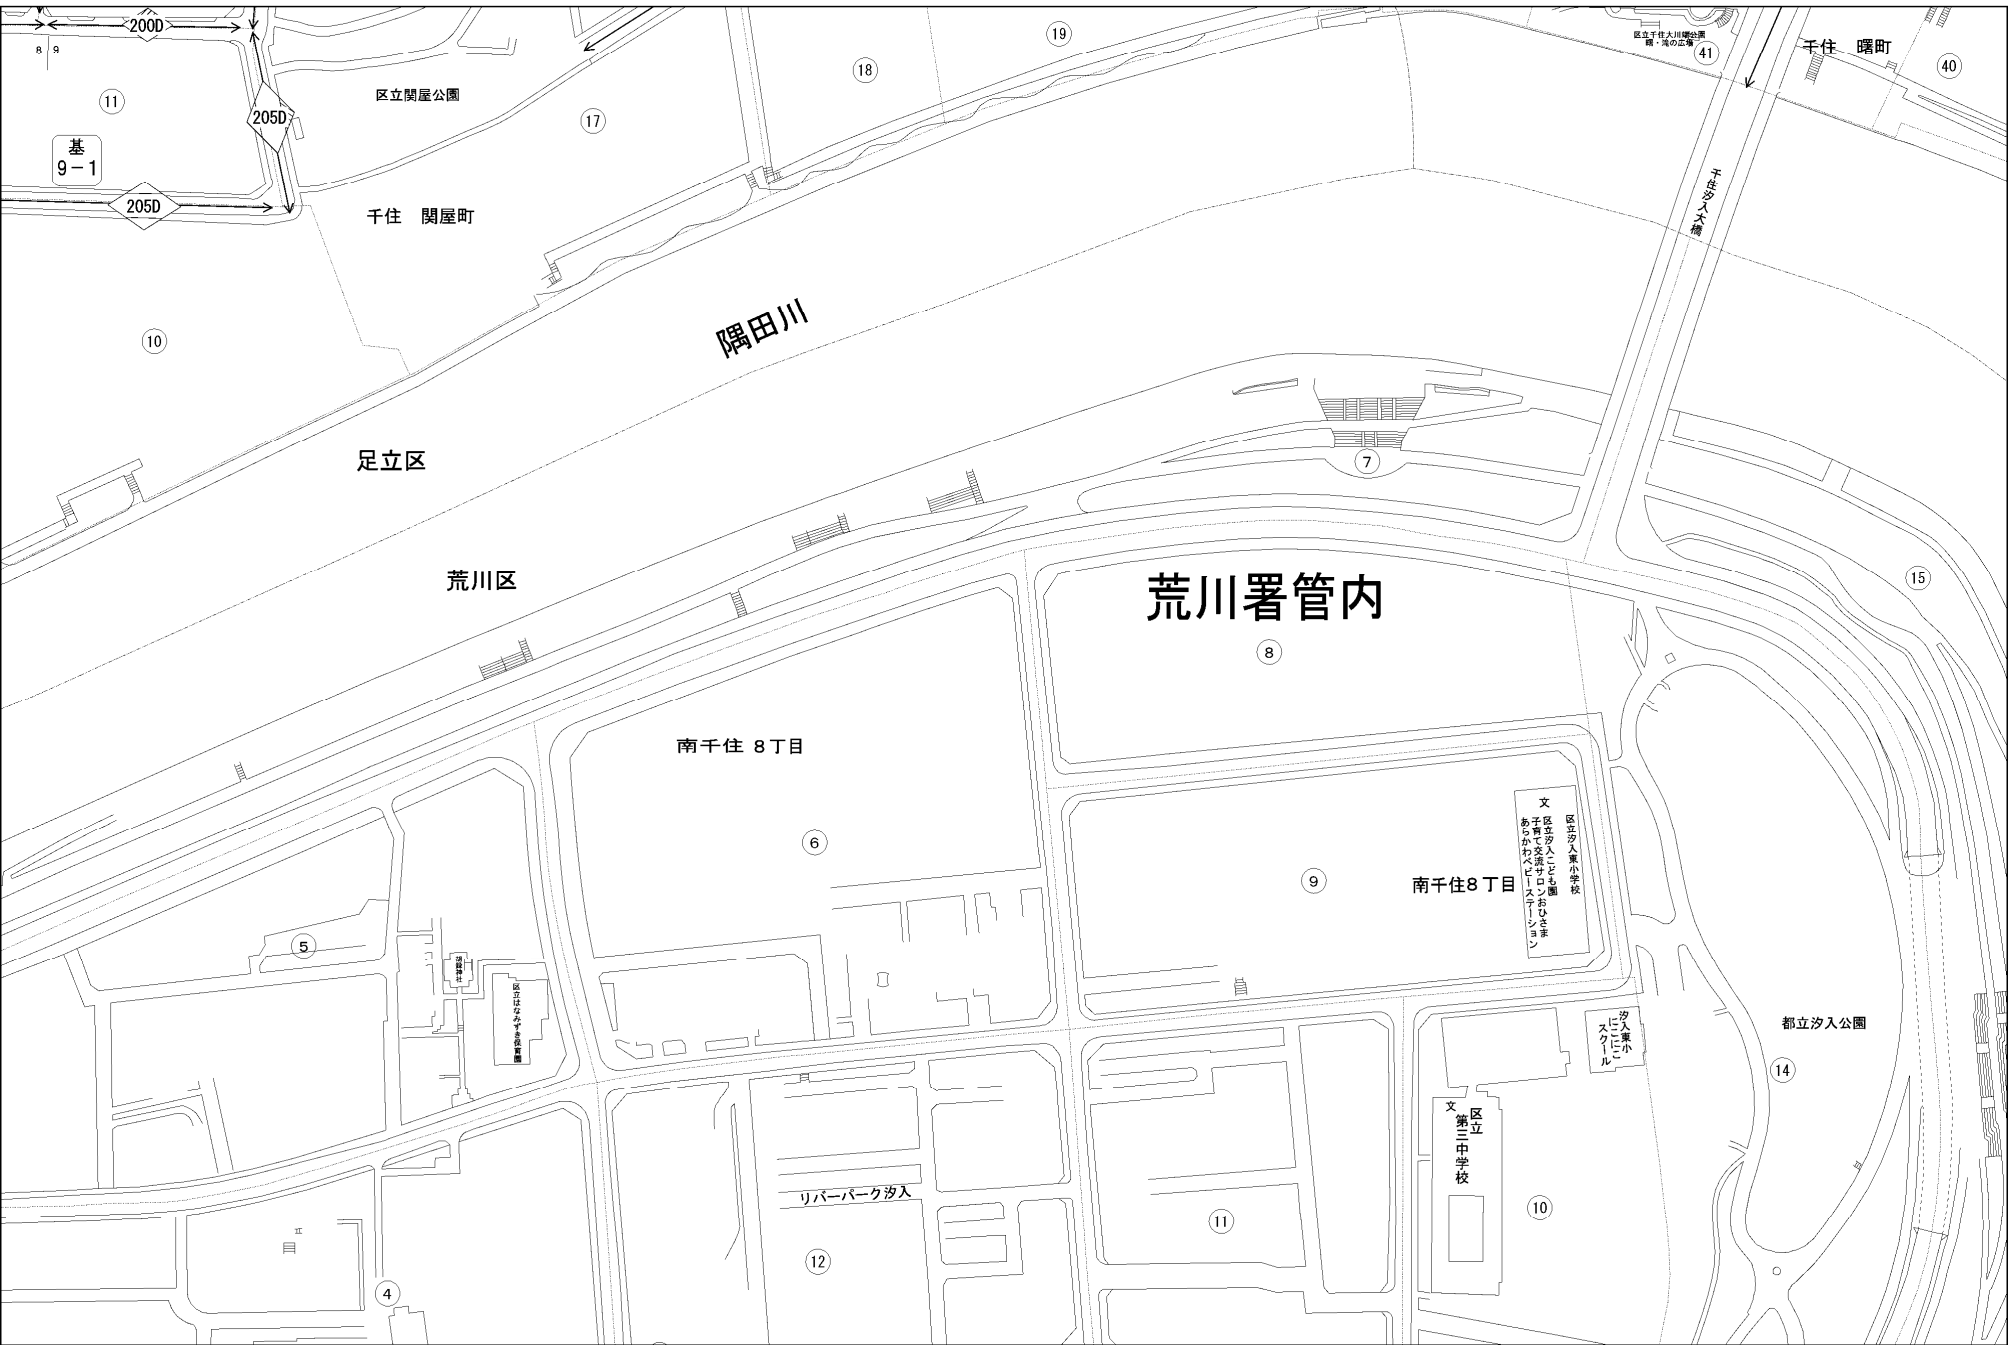 200D
8 9
11
205D
基
9-1
205D
区立関屋公園
17
18
19
区立千住大川端公園
曙・滝の広場
41
千住 曙町
40
千住 関屋町
10
千住汐入大橋
隅田川
足立区
荒川区
7
荒川署管内
8
15
南千住 8丁目
6
9
南千住8丁目
文
区立汐入東小学校
区立汐入こども園
子育て交流サロンおひさま
あらかわベビーステーション
5
区立はなみずき保育園
汐入東小
にこにこ
スクール
都立汐入公園
14
文
区立
第三中学校
リバーパーク汐入
10
11
12
4